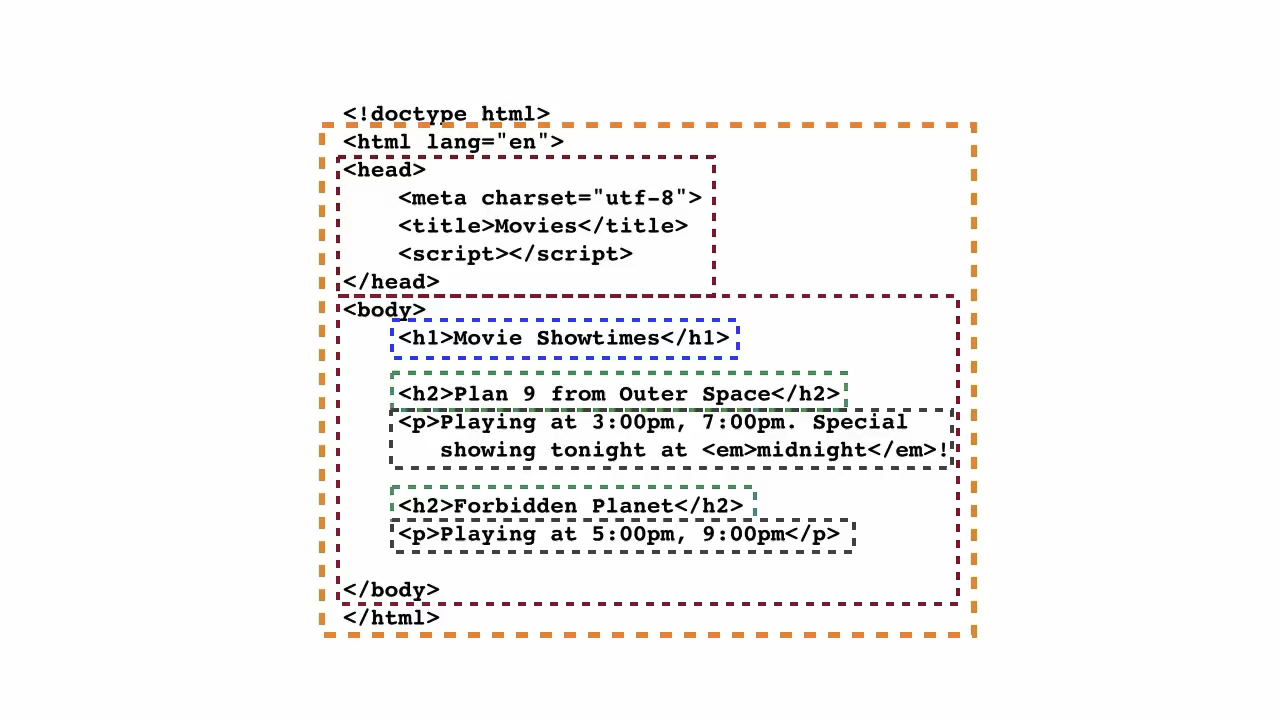 <!doctype html>
<html lang="en">
<head>
    <meta charset="utf-8">
    <title>Movies</title>
    <script></script>
</head>
<body>
    <h1>Movie Showtimes</h1>
    <h2>Plan 9 from Outer Space</h2>
    <p>Playing at 3:00pm, 7:00pm. Special
       showing tonight at <em>midnight</em>!
    <h2>Forbidden Planet</h2>
    <p>Playing at 5:00pm, 9:00pm</p>
</body>
</html>